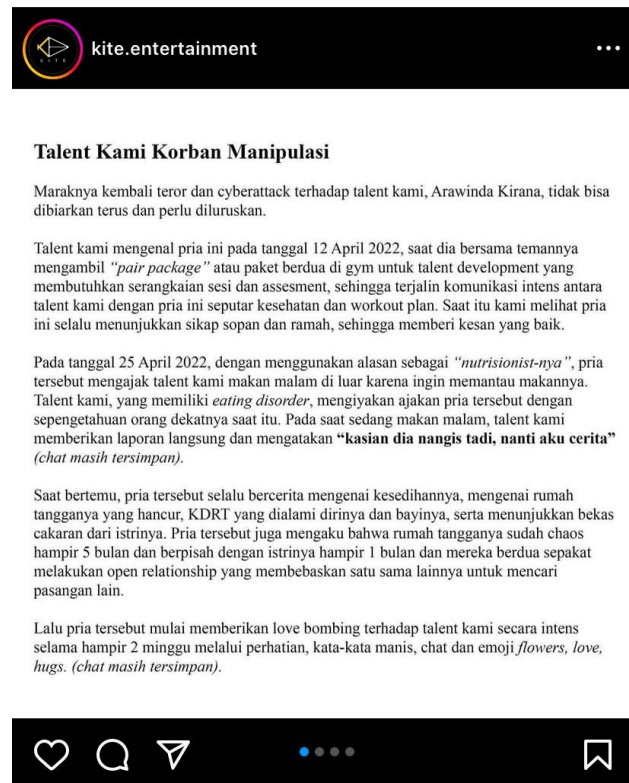 kite.entertainment
KITE
Talent Kami Korban Manipulasi
Maraknya kembali teror dan cyberattack terhadap talent kami, Arawinda Kirana, tidak bisa
dibiarkan terus dan perlu diluruskan.
Talent kami mengenal pria ini pada tanggal 12 April 2022, saat dia bersama temannya
mengambil “pair package” atau paket berdua di gym untuk talent development yang
membutuhkan serangkaian sesi dan assesment, sehingga terjalin komunikasi intens antara
talent kami dengan pria ini seputar kesehatan dan workout plan. Saat itu kami melihat pria
ini selalu menunjukkan sikap sopan dan ramah, sehingga memberi kesan yang baik.
Pada tanggal 25 April 2022, dengan menggunakan alasan sebagai “nutrisionist-nya”, pria
tersebut mengajak talent kami makan malam di luar karena ingin memantau makannya.
Talent kami, yang memiliki eating disorder, mengiyakan ajakan pria tersebut dengan
sepengetahuan orang dekatnya saat itu. Pada saat sedang makan malam, talent kami
memberikan laporan langsung dan mengatakan “kasian dia nangis tadi, nanti aku cerita”
(chat masih tersimpan).
Saat bertemu, pria tersebut selalu bercerita mengenai kesedihannya, mengenai rumah
tangganya yang hancur, KDRT yang dialami dirinya dan bayinya, serta menunjukkan bekas
cakaran dari istrinya. Pria tersebut juga mengaku bahwa rumah tangganya sudah chaos
hampir 5 bulan dan berpisah dengan istrinya hampir 1 bulan dan mereka berdua sepakat
melakukan open relationship yang membebaskan satu sama lainnya untuk mencari
pasangan lain.
Lalu pria tersebut mulai memberikan love bombing terhadap talent kami secara intens
selama hampir 2 minggu melalui perhatian, kata-kata manis, chat dan emoji flowers, love,
hugs. (chat masih tersimpan).